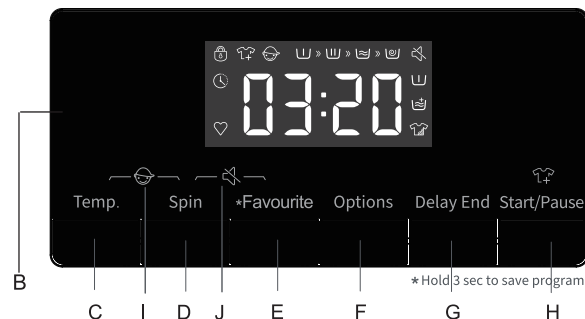 03:20
Temp. Spin *Favourite Options Delay End Start/Pause
*Hold 3 sec to save program
B
C I D J E F G H